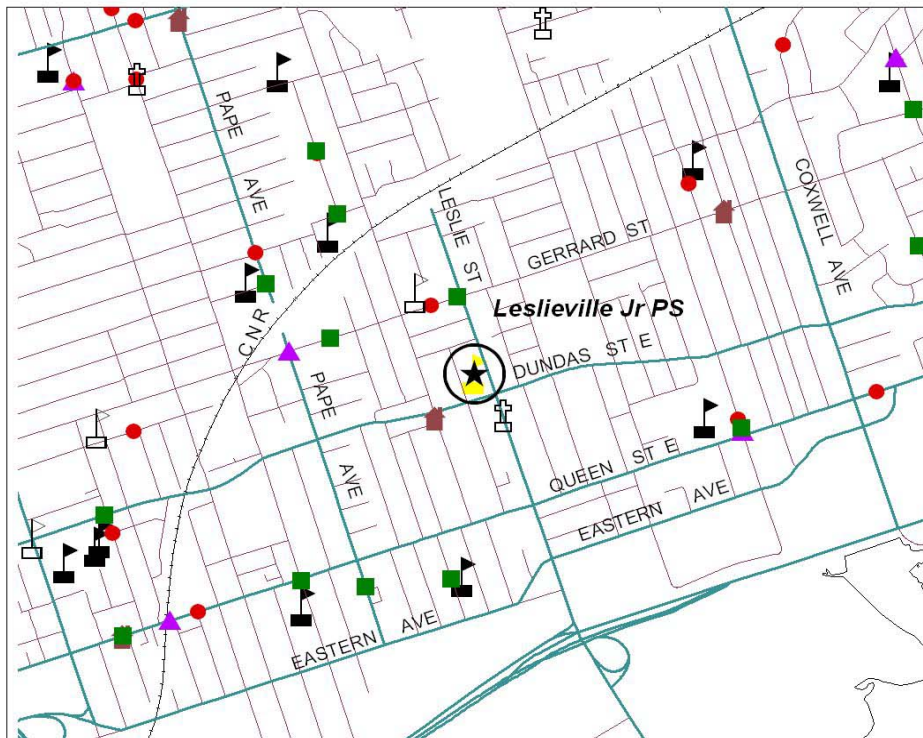 PAPE
AVE
LESLIE ST
COXWELL AVE
GERRARD ST
Leslieville Jr PS
CNR
DUNDAS ST E
PAPE
AVE
QUEEN ST E
EASTERN AVE
EASTERN AVE